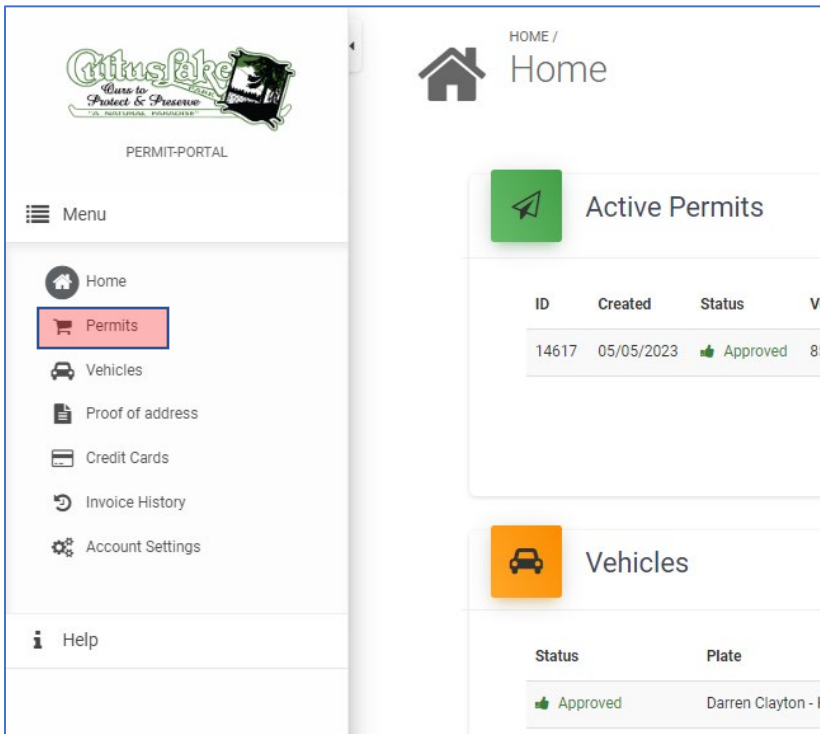 Cultus Lake
PARK
Ours to
Protect & Preserve
"A NATURAL PARADISE"
PERMIT-PORTAL
Menu
Home
Permits
Vehicles
Proof of address
Credit Cards
Invoice History
Account Settings
Help
HOME /
Home
Active Permits
ID Created Status
14617 05/05/2023 Approved
Vehicles
Status Plate
Approved Darren Clayton -